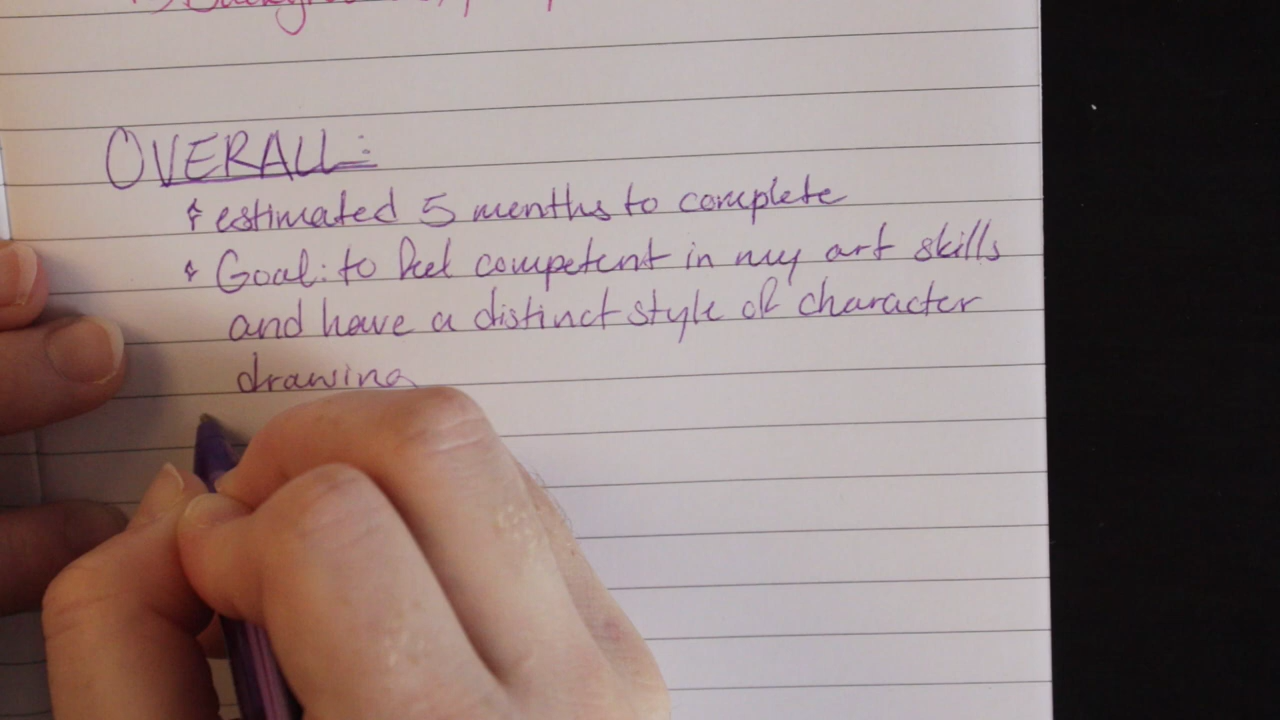 OVERALL:
estimated 5 months to complete
Goal: to feel competent in my art skills
and have a distinct style of character
drawing